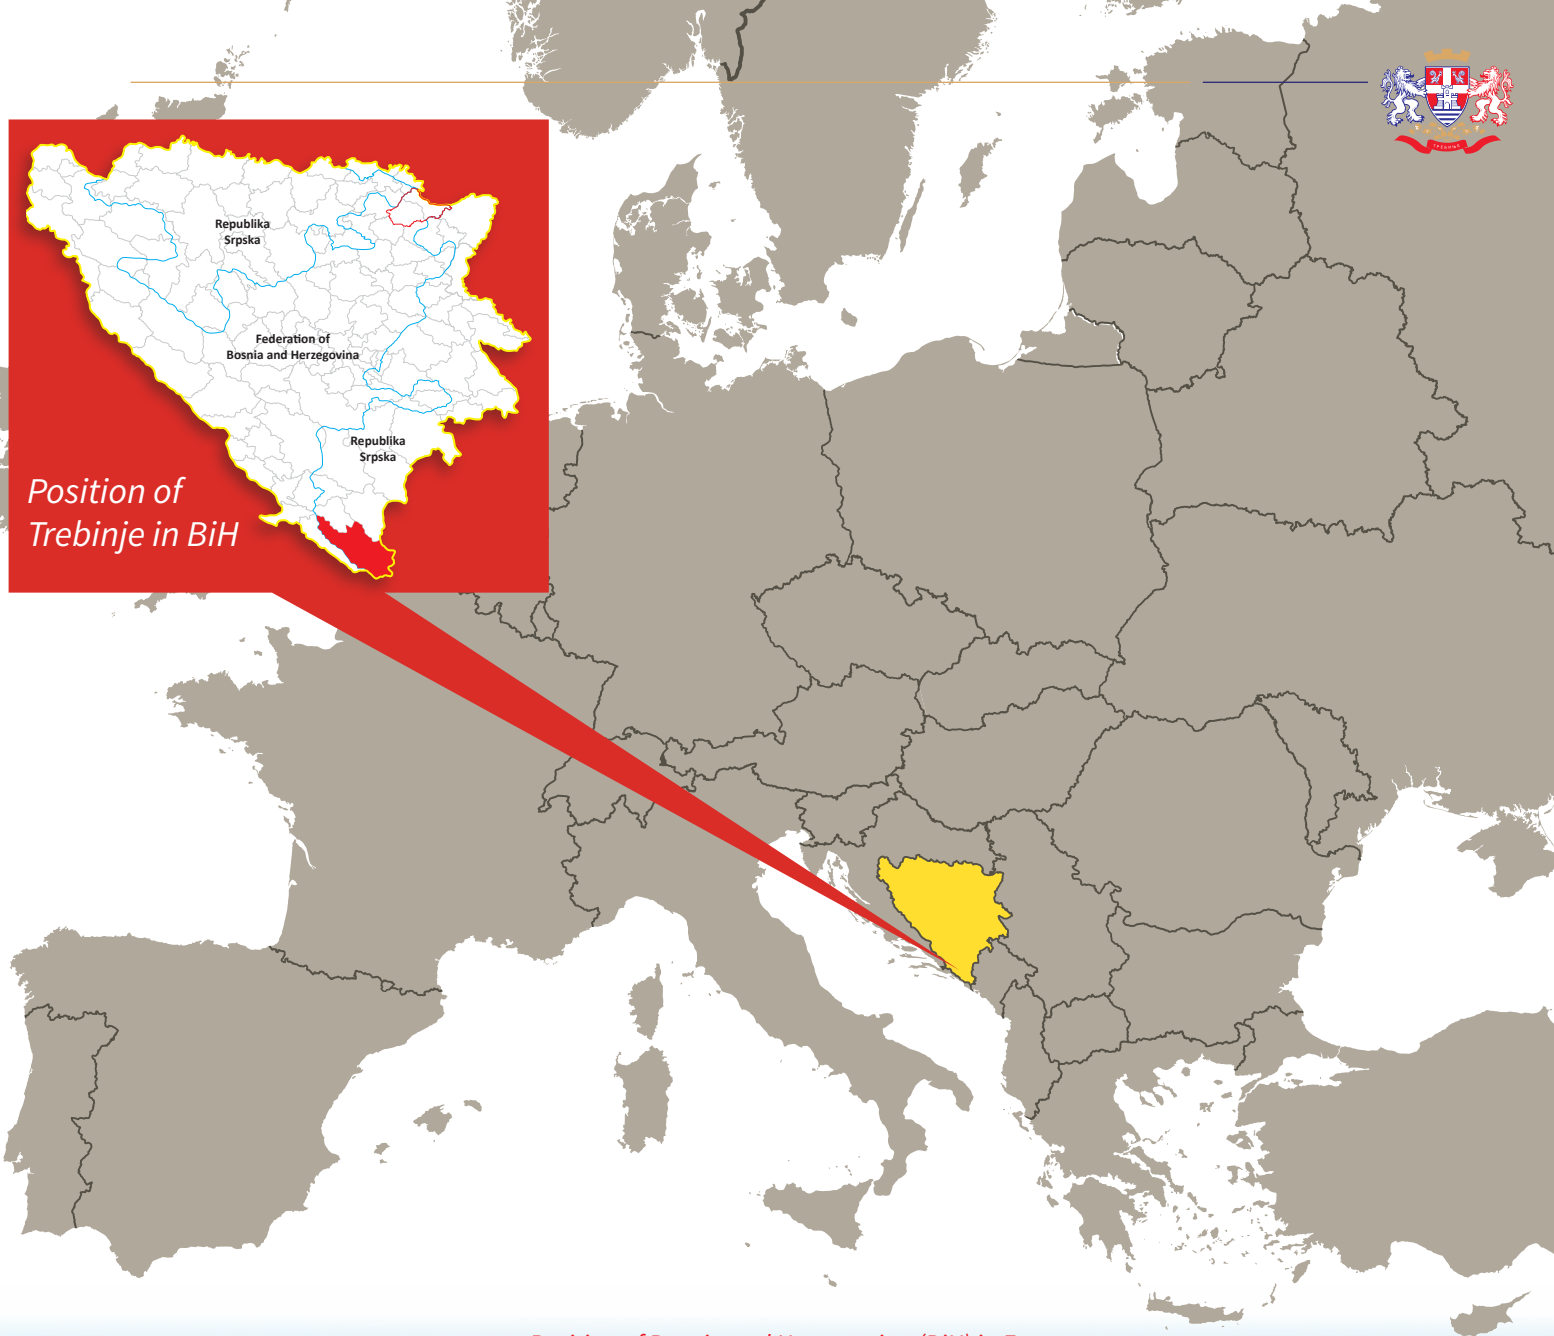 Republika
Srpska
Federation of
Bosnia and Herzegovina
Republika
Srpska
Position of
Trebinje in BiH